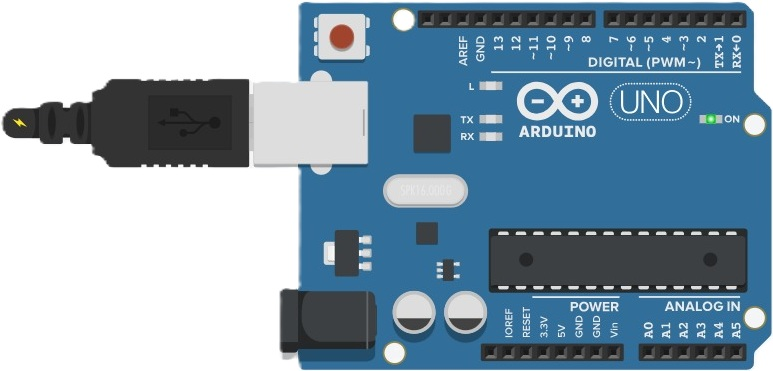 AREF
GND
13
12
~11
~10
~9
8
7
~6
~5
4
~3
2
TX→1
RX←0
DIGITAL (PWM~)
L
TX
RX
ARDUINO
UNO
ON
SPK16.000G
POWER
ANALOG IN
IOREF
RESET
3.3V
5V
GND
GND
Vin
A0
A1
A2
A3
A4
A5